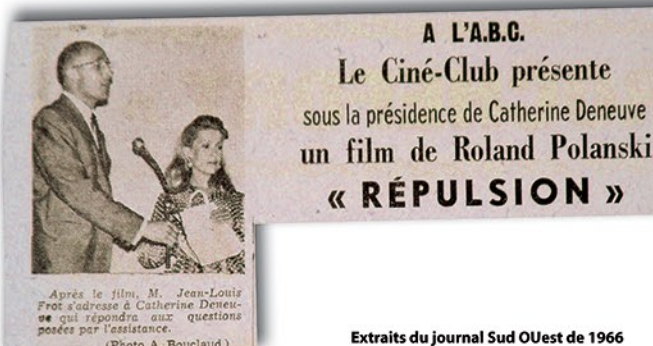 A L'A.B.C.
Le Ciné-Club présente
sous la présidence de Catherine Deneuve
un film de Roland Polanski
« RÉPULSION »
Après le film, M. Jean-Louis
Frot s'adresse à Catherine Deneu-
ve qui répondra aux questions
posées par l'assistance.
(Photo A. Bouclaud.)
Extraits du journal Sud OUest de 1966